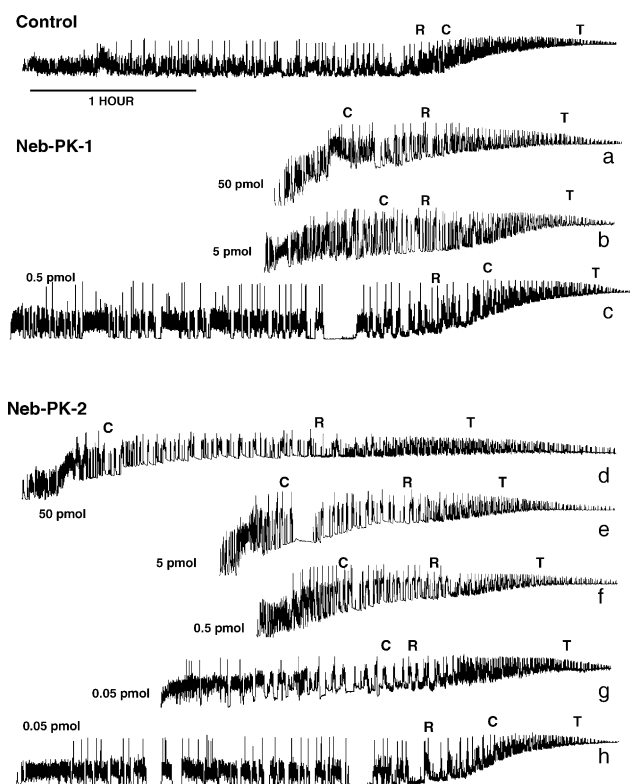 Control
R C T
1 HOUR
Neb-PK-1
C R T
a
50 pmol
C R T
b
5 pmol
0.5 pmol
R C T
c
Neb-PK-2
C R T
d
50 pmol
C R T
e
5 pmol
C R T
f
0.5 pmol
C R T
g
0.05 pmol
0.05 pmol
R C T
h